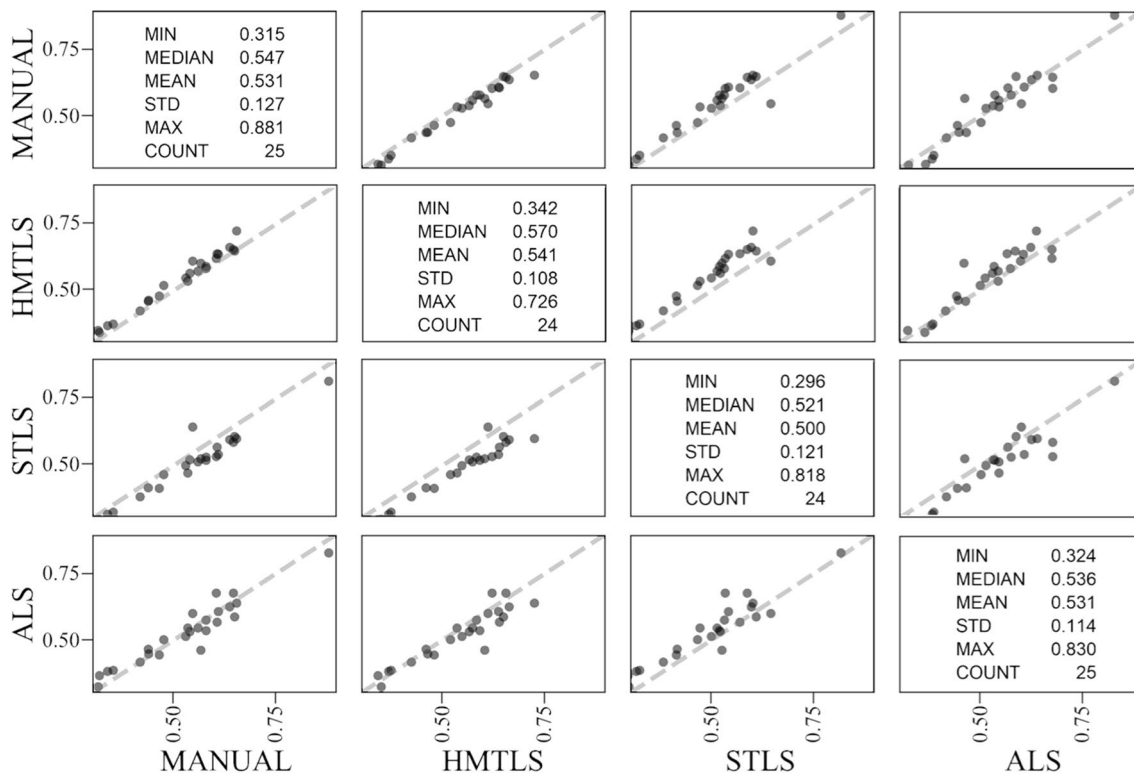 MANUAL
0.75
0.50
MIN 0.315
MEDIAN 0.547
MEAN 0.531
STD 0.127
MAX 0.881
COUNT 25
HMTLS
0.75
0.50
MIN 0.342
MEDIAN 0.570
MEAN 0.541
STD 0.108
MAX 0.726
COUNT 24
STLS
0.75
0.50
MIN 0.296
MEDIAN 0.521
MEAN 0.500
STD 0.121
MAX 0.818
COUNT 24
ALS
0.75
0.50
MIN 0.324
MEDIAN 0.536
MEAN 0.531
STD 0.114
MAX 0.830
COUNT 25
0.50 0.50 0.75 0.50 0.75 0.50 0.75
MANUAL HMTLS STLS ALS